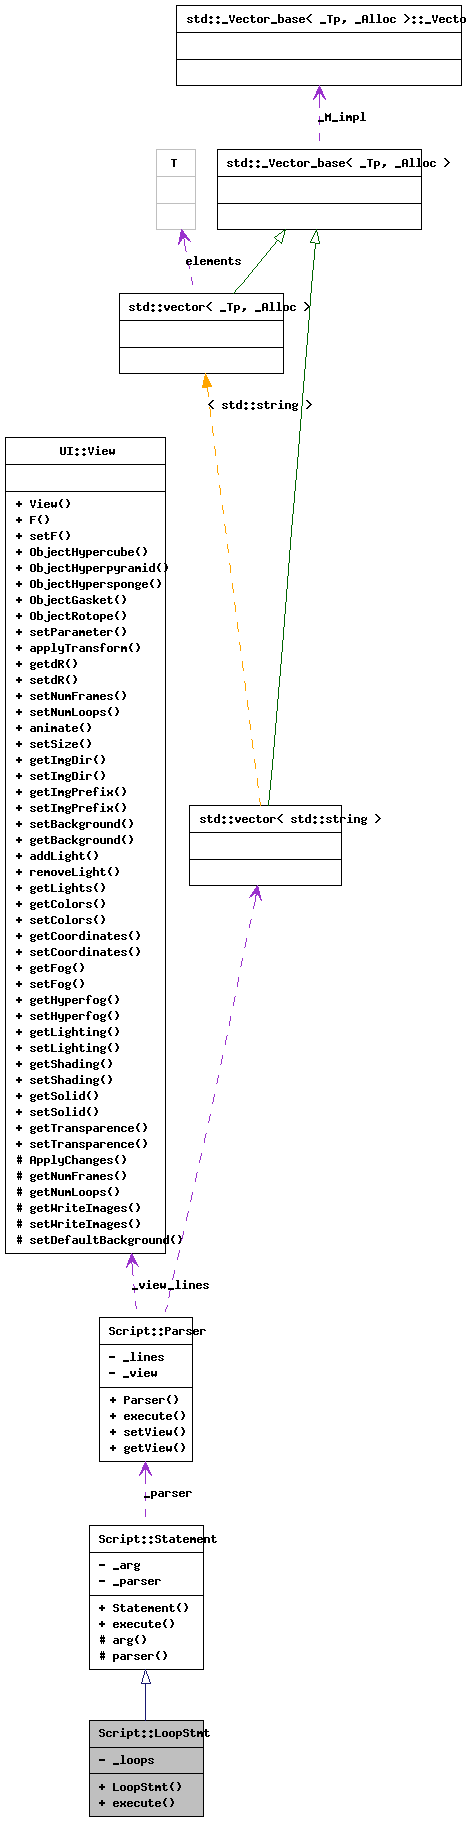 std::_Vector_base< _Tp, _Alloc >::_Vecto
_M_impl
T
std::_Vector_base< _Tp, _Alloc >
elements
std::vector< _Tp, _Alloc >
< std::string >
UI::View
+ View()
+ F()
+ setF()
+ ObjectHypercube()
+ ObjectHyperpyramid()
+ ObjectHypersponge()
+ ObjectGasket()
+ ObjectRotope()
+ setParameter()
+ applyTransform()
+ getdR()
+ setdR()
+ setNumFrames()
+ setNumLoops()
+ animate()
+ setSize()
+ getImgDir()
+ setImgDir()
+ getImgPrefix()
+ setImgPrefix()
+ setBackground()
+ getBackground()
+ addLight()
+ removeLight()
+ getLights()
+ getColors()
+ setColors()
+ getCoordinates()
+ setCoordinates()
+ getFog()
+ setFog()
+ getHyperfog()
+ setHyperfog()
+ getLighting()
+ setLighting()
+ getShading()
+ setShading()
+ getSolid()
+ setSolid()
+ getTransparence()
+ setTransparence()
# ApplyChanges()
# getNumFrames()
# getNumLoops()
# getWriteImages()
# setWriteImages()
# setDefaultBackground()
std::vector< std::string >
_view
_lines
Script::Parser
- _lines
- _view
+ Parser()
+ execute()
+ setView()
+ getView()
_parser
Script::Statement
- _arg
- _parser
+ Statement()
+ execute()
# arg()
# parser()
Script::LoopStmt
- _loops
+ LoopStmt()
+ execute()